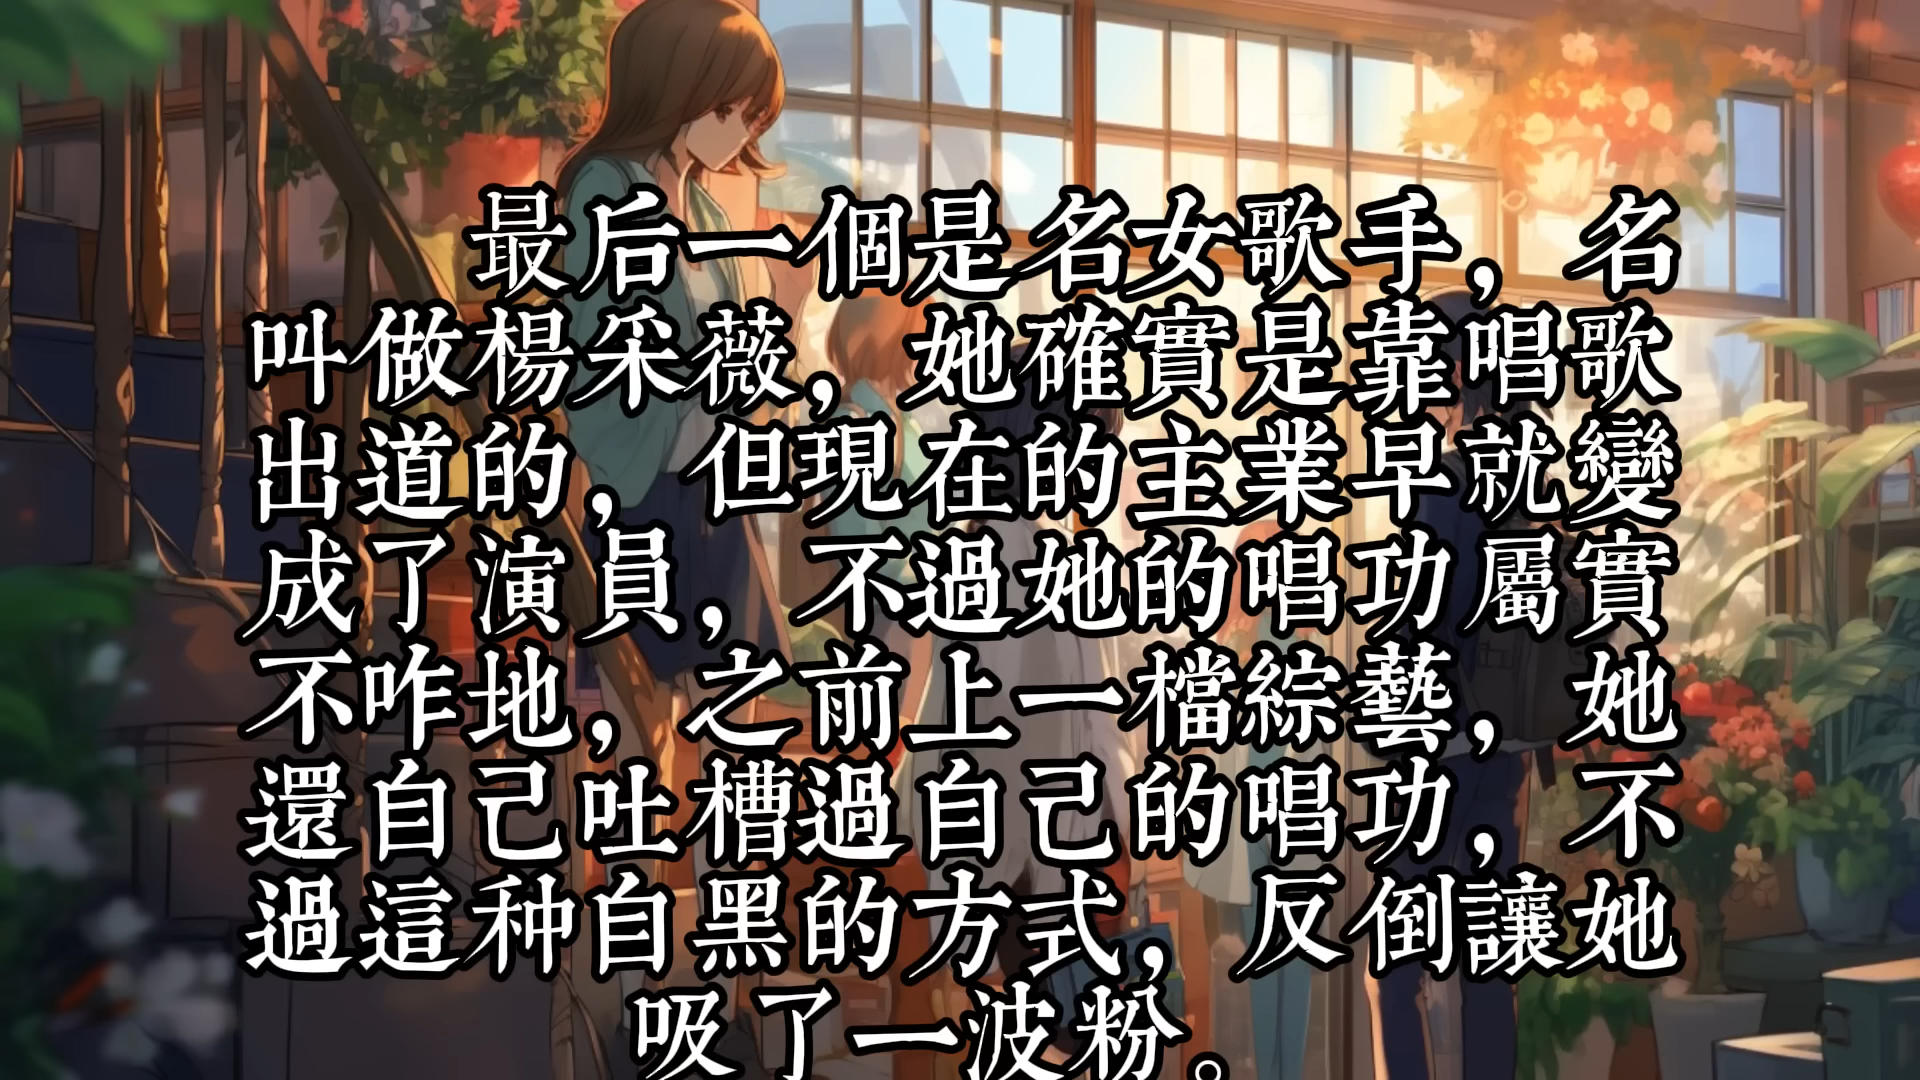 最后一個是名女歌手，名
叫做楊采薇，她確實是靠唱歌
出道的，但現在的主業早就變
成了演員，不過她的唱功屬實
不咋地，之前上一檔綜藝，她
還自己吐槽過自己的唱功，不
過這种自黑的方式，反倒讓她
吸了一波粉。